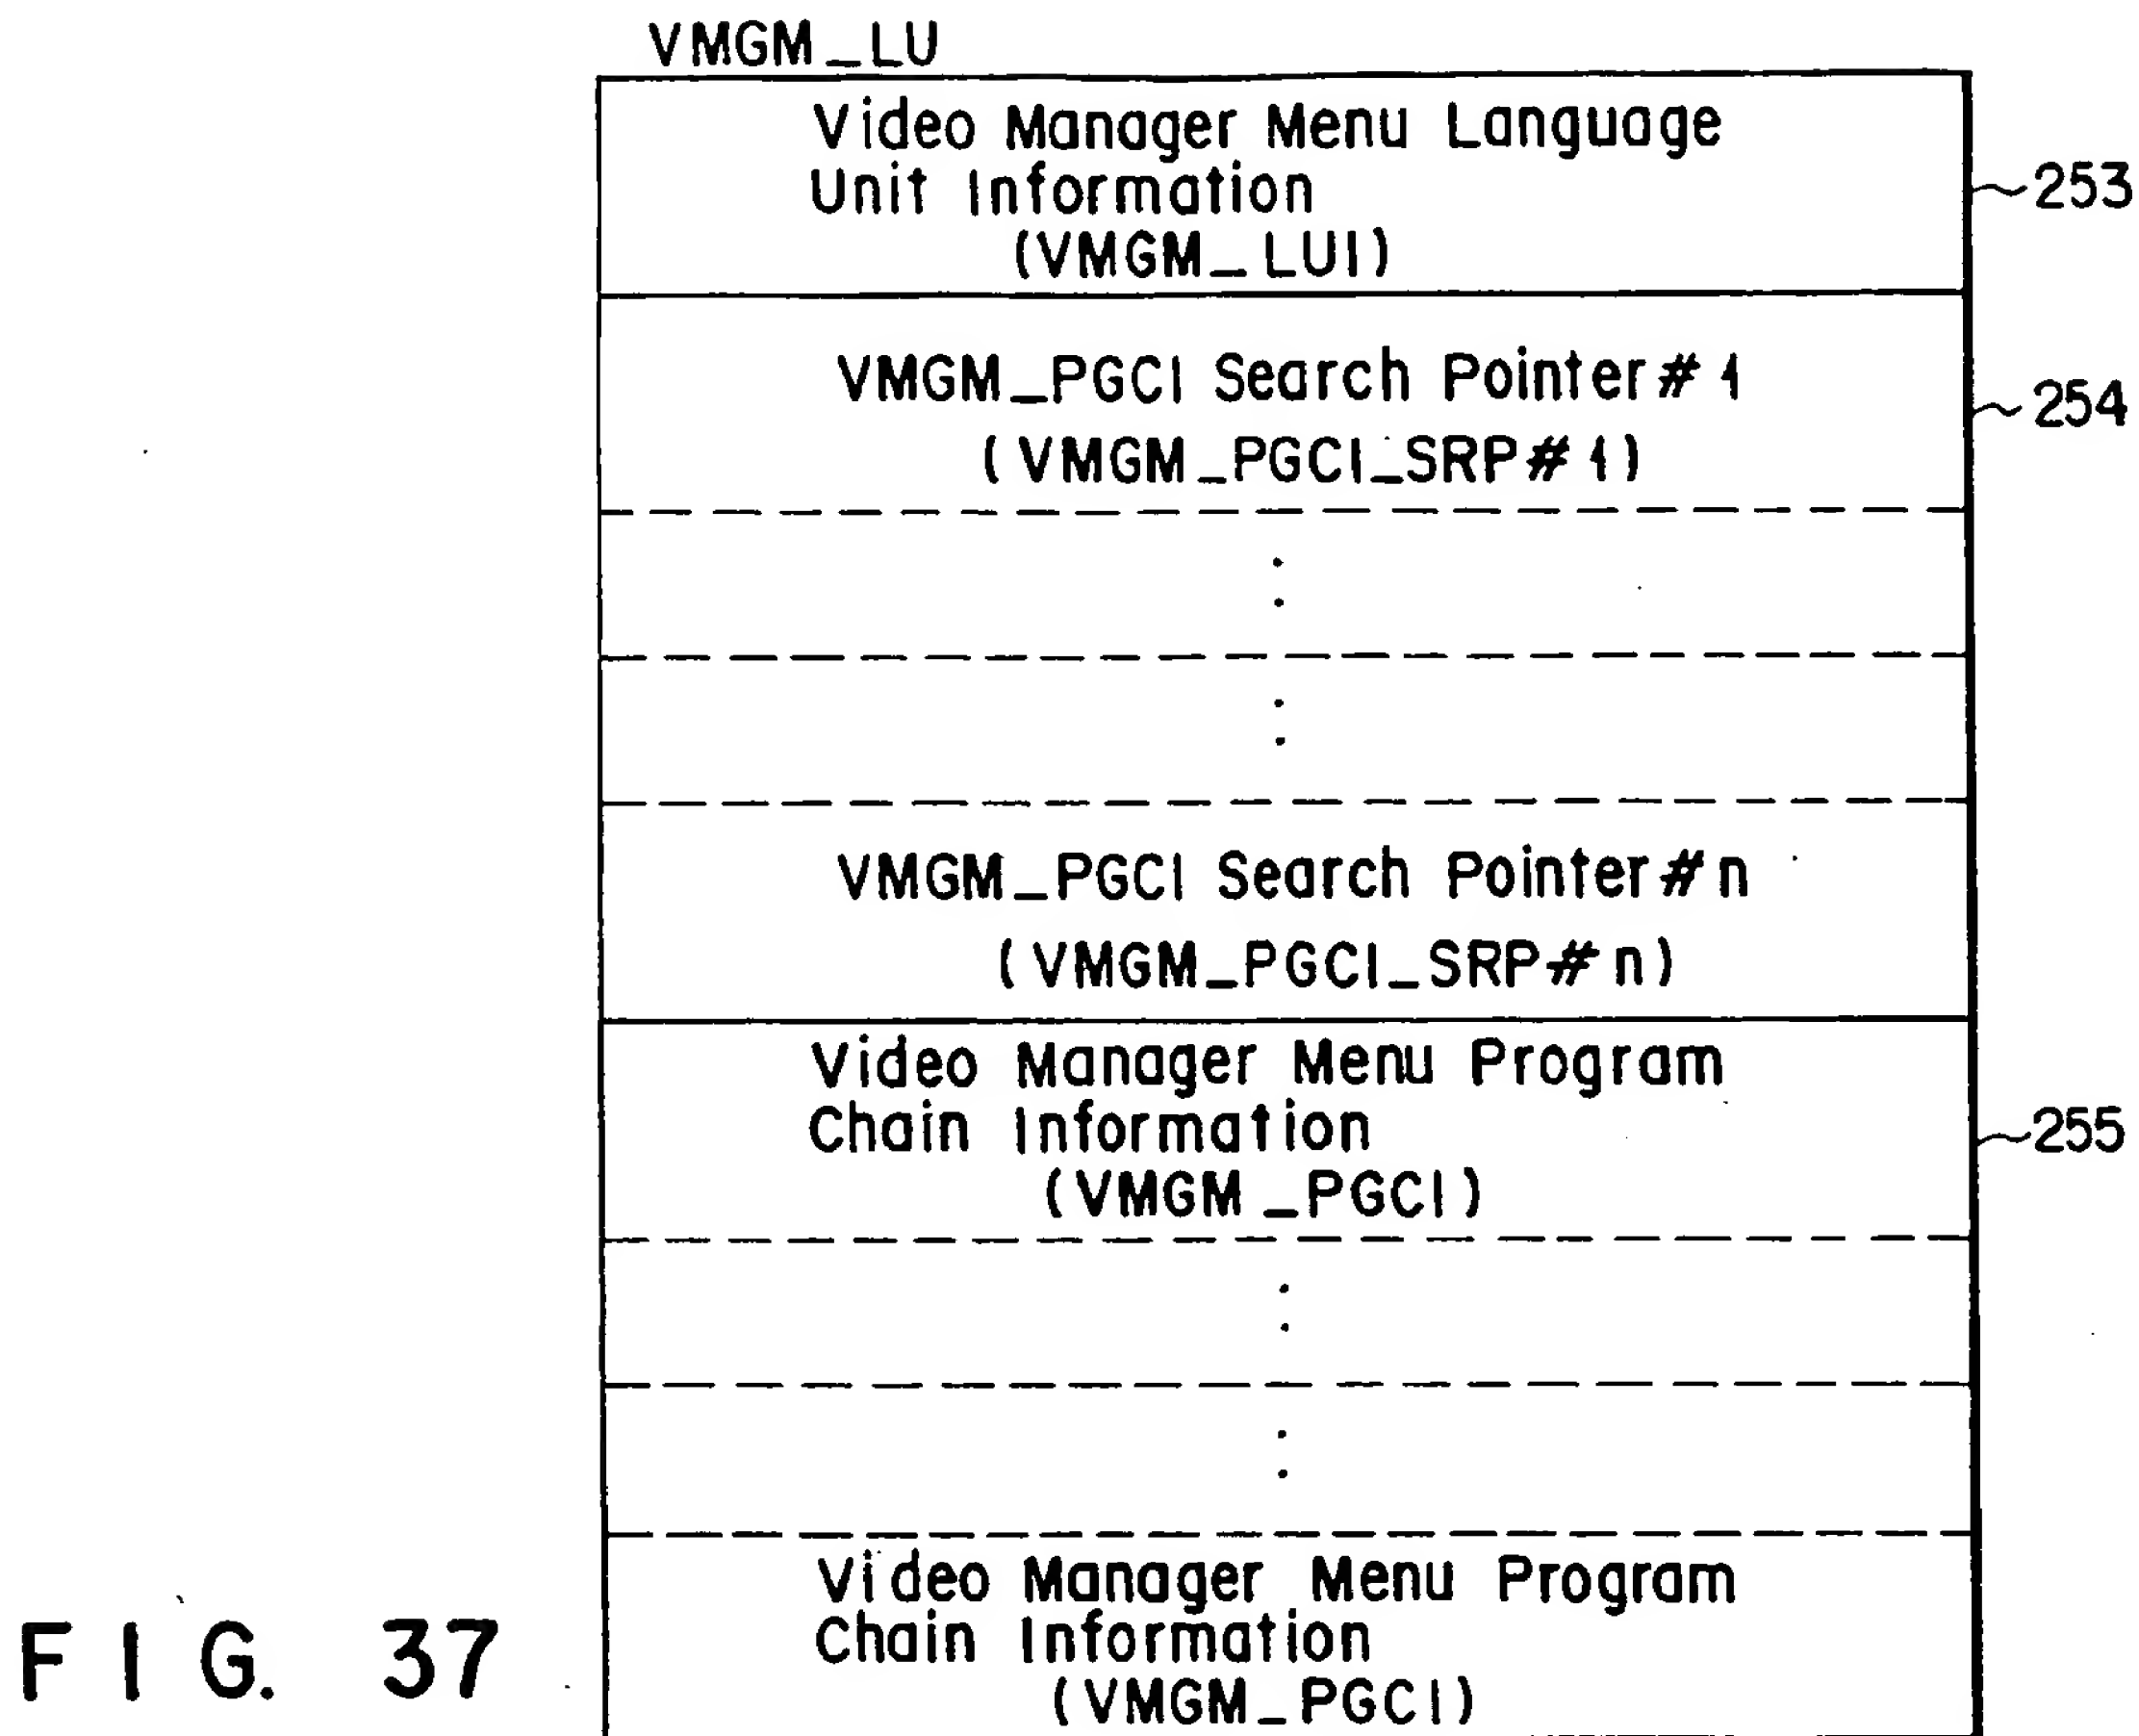 VMGM_LU
Video Manager Menu Language
Unit Information
(VMGM_LUI)
253
VMGM_PGCI Search Pointer#1
(VMGM_PGCI_SRP#1)
254
VMGM_PGCI Search Pointer#n
(VMGM_PGCI_SRP#n)
Video Manager Menu Program
Chain Information
(VMGM_PGCI)
255
Video Manager Menu Program
Chain Information
(VMGM_PGCI)
FIG. 37